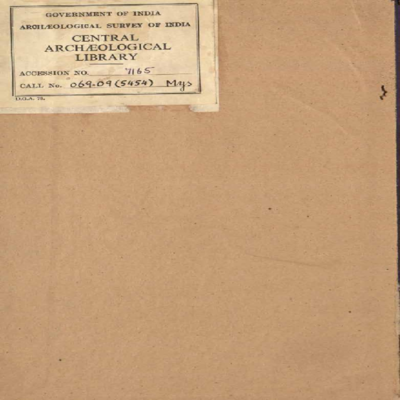 GOVERNMENT OF INDIA
ARCHÆOLOGICAL SURVEY OF INDIA
CENTRAL
ARCHÆOLOGICAL
LIBRARY
ACCESSION NO. 7165
CALL No. 069.09(5454) Mys
D.G.A. 79.